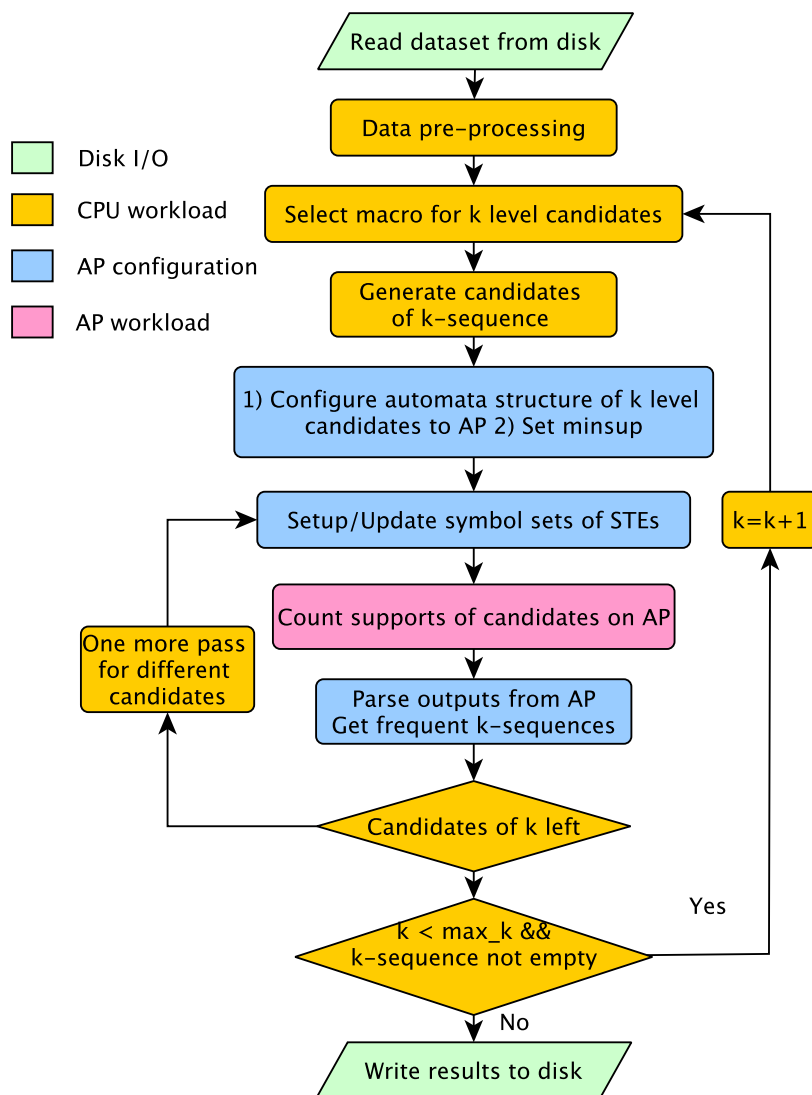 Read dataset from disk
Data pre-processing
Disk I/O
CPU workload
AP configuration
AP workload
Select macro for k level candidates
Generate candidates
of k-sequence
1) Configure automata structure of k level
candidates to AP 2) Set minsup
Setup/Update symbol sets of STEs
k=k+1
Count supports of candidates on AP
One more pass
for different
candidates
Parse outputs from AP
Get frequent k-sequences
Candidates of k left
Yes
k < max_k &&
k-sequence not empty
No
Write results to disk